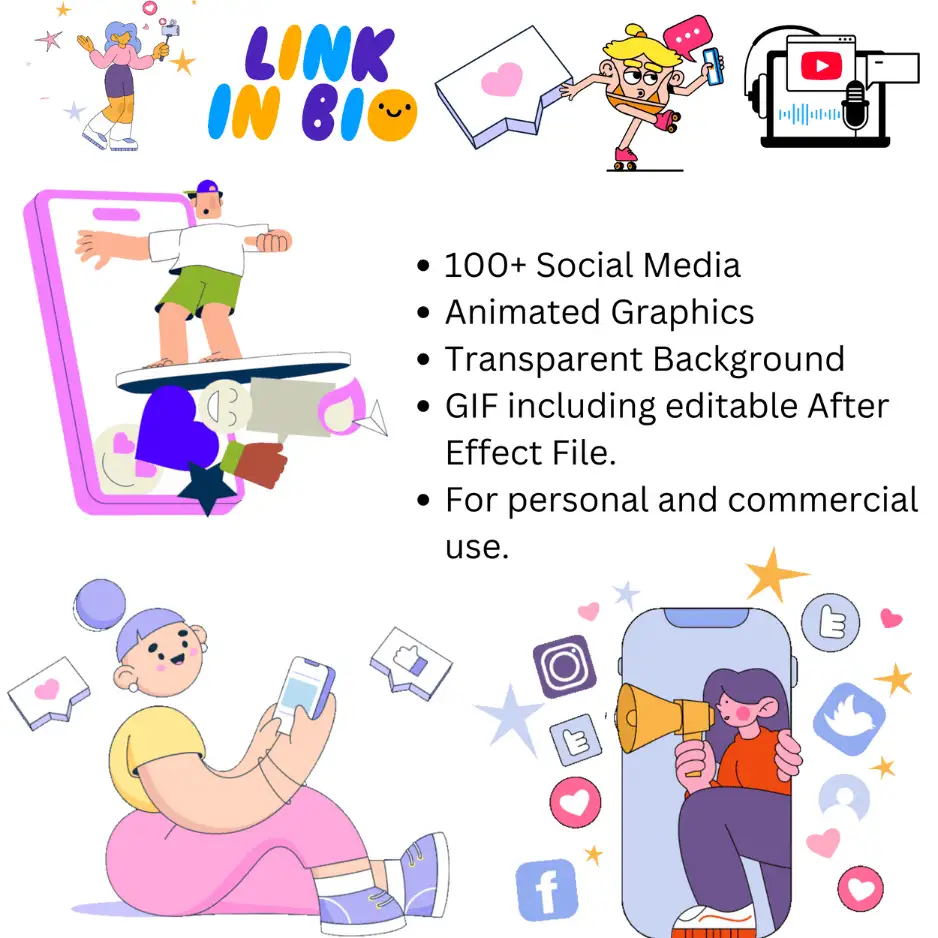 LINK
IN BIO
• 100+ Social Media
• Animated Graphics
• Transparent Background
• GIF including editable After
Effect File.
• For personal and commercial
use.
f